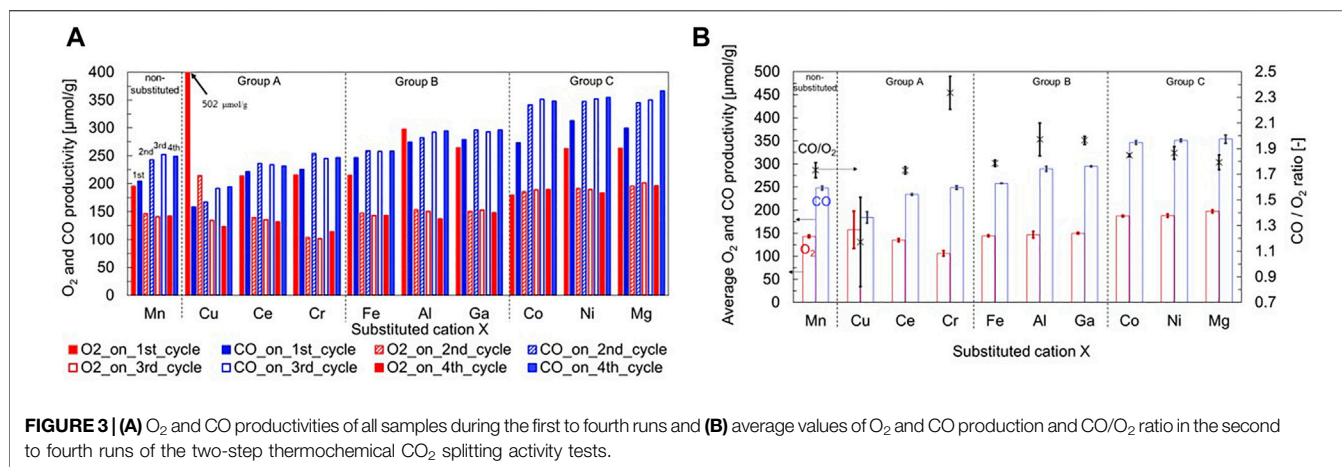 A
O₂ and CO productivity [μmol/g]
400
350
300
250
200
150
100
50
0
non-
substituted
Group A
Group B
Group C
502 μmol/g
1st
2nd
3rd
4th
Mn Cu Ce Cr Fe Al Ga Co Ni Mg
Substituted cation X
O2_on_1st_cycle CO_on_1st_cycle O2_on_2nd_cycle CO_on_2nd_cycle
O2_on_3rd_cycle CO_on_3rd_cycle O2_on_4th_cycle CO_on_4th_cycle
B
Average O₂ and CO productivity [μmol/g]
500
450
400
350
300
250
200
150
100
50
0
non-
substituted
Group A
Group B
Group C
CO/O₂
CO
O₂
2.5
2.3
2.1
1.9
1.7
1.5
1.3
1.1
0.9
0.7
CO / O₂ ratio [-]
Mn Cu Ce Cr Fe Al Ga Co Ni Mg
Substituted cation X
FIGURE 3 | (A) O₂ and CO productivities of all samples during the first to fourth runs and (B) average values of O₂ and CO production and CO/O₂ ratio in the second
to fourth runs of the two-step thermochemical CO₂ splitting activity tests.